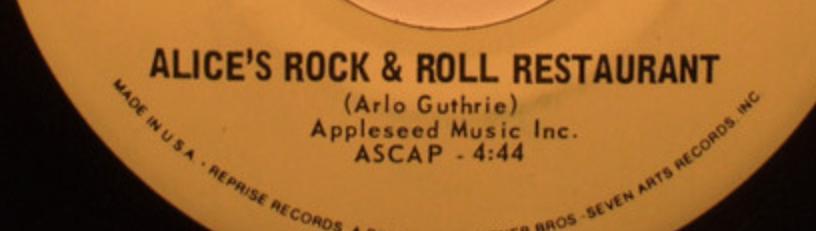 ALICE'S ROCK & ROLL RESTAURANT
(Arlo Guthrie)
Appleseed Music Inc.
ASCAP - 4:44
MADE IN U.S.A. - REPRISE RECORDS, A BROS.-SEVEN ARTS RECORDS, INC.